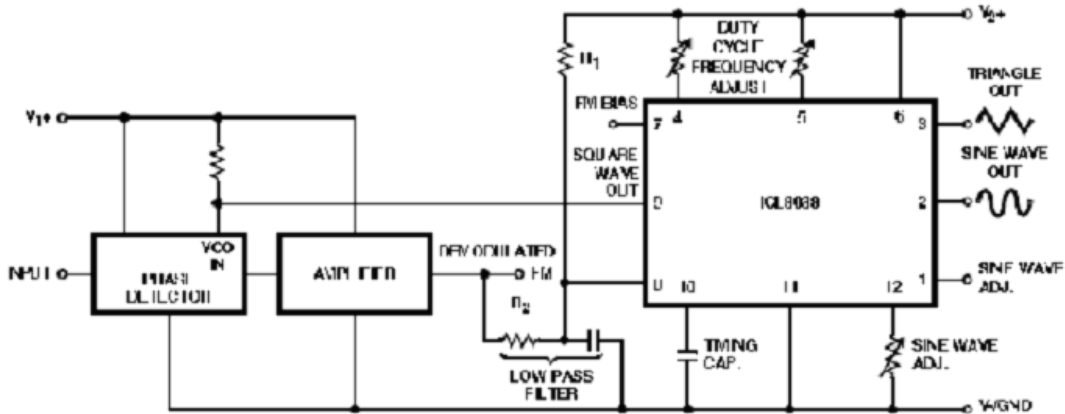 V₂+
DUTY
CYCLE
FREQUENCY
ADJUST
R₁
TRIANGLE
OUT
FM BIAS
7
4
5
6
3
V₁+
SQUARE
WAVE
OUT
SINE WAVE
OUT
ICL8038
2
VCO
IN
INPUT
PHASE
DETECTOR
AMPLIFIER
DEMODULATED
FM
10
11
12
1
SINE WAVE
ADJ.
R₂
TIMING
CAP.
SINE WAVE
ADJ.
LOW PASS
FILTER
V-/GND